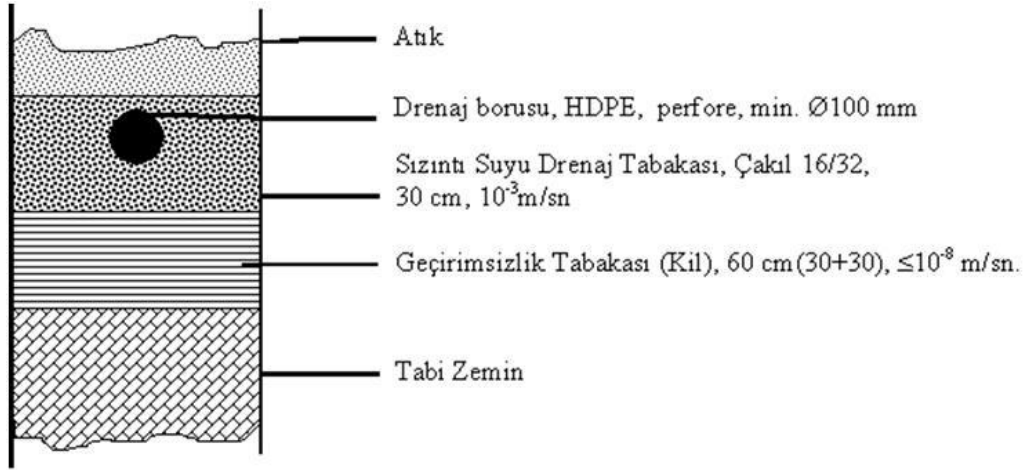 Atık
Drenaj borusu, HDPE, perfore, min. Ø100 mm
Sızıntı Suyu Drenaj Tabakası, Çakıl 16/32,
30 cm, 10⁻³m/sn
Geçirimsizlik Tabakası (Kil), 60 cm(30+30), ≤10⁻⁸ m/sn.
Tabi Zemin